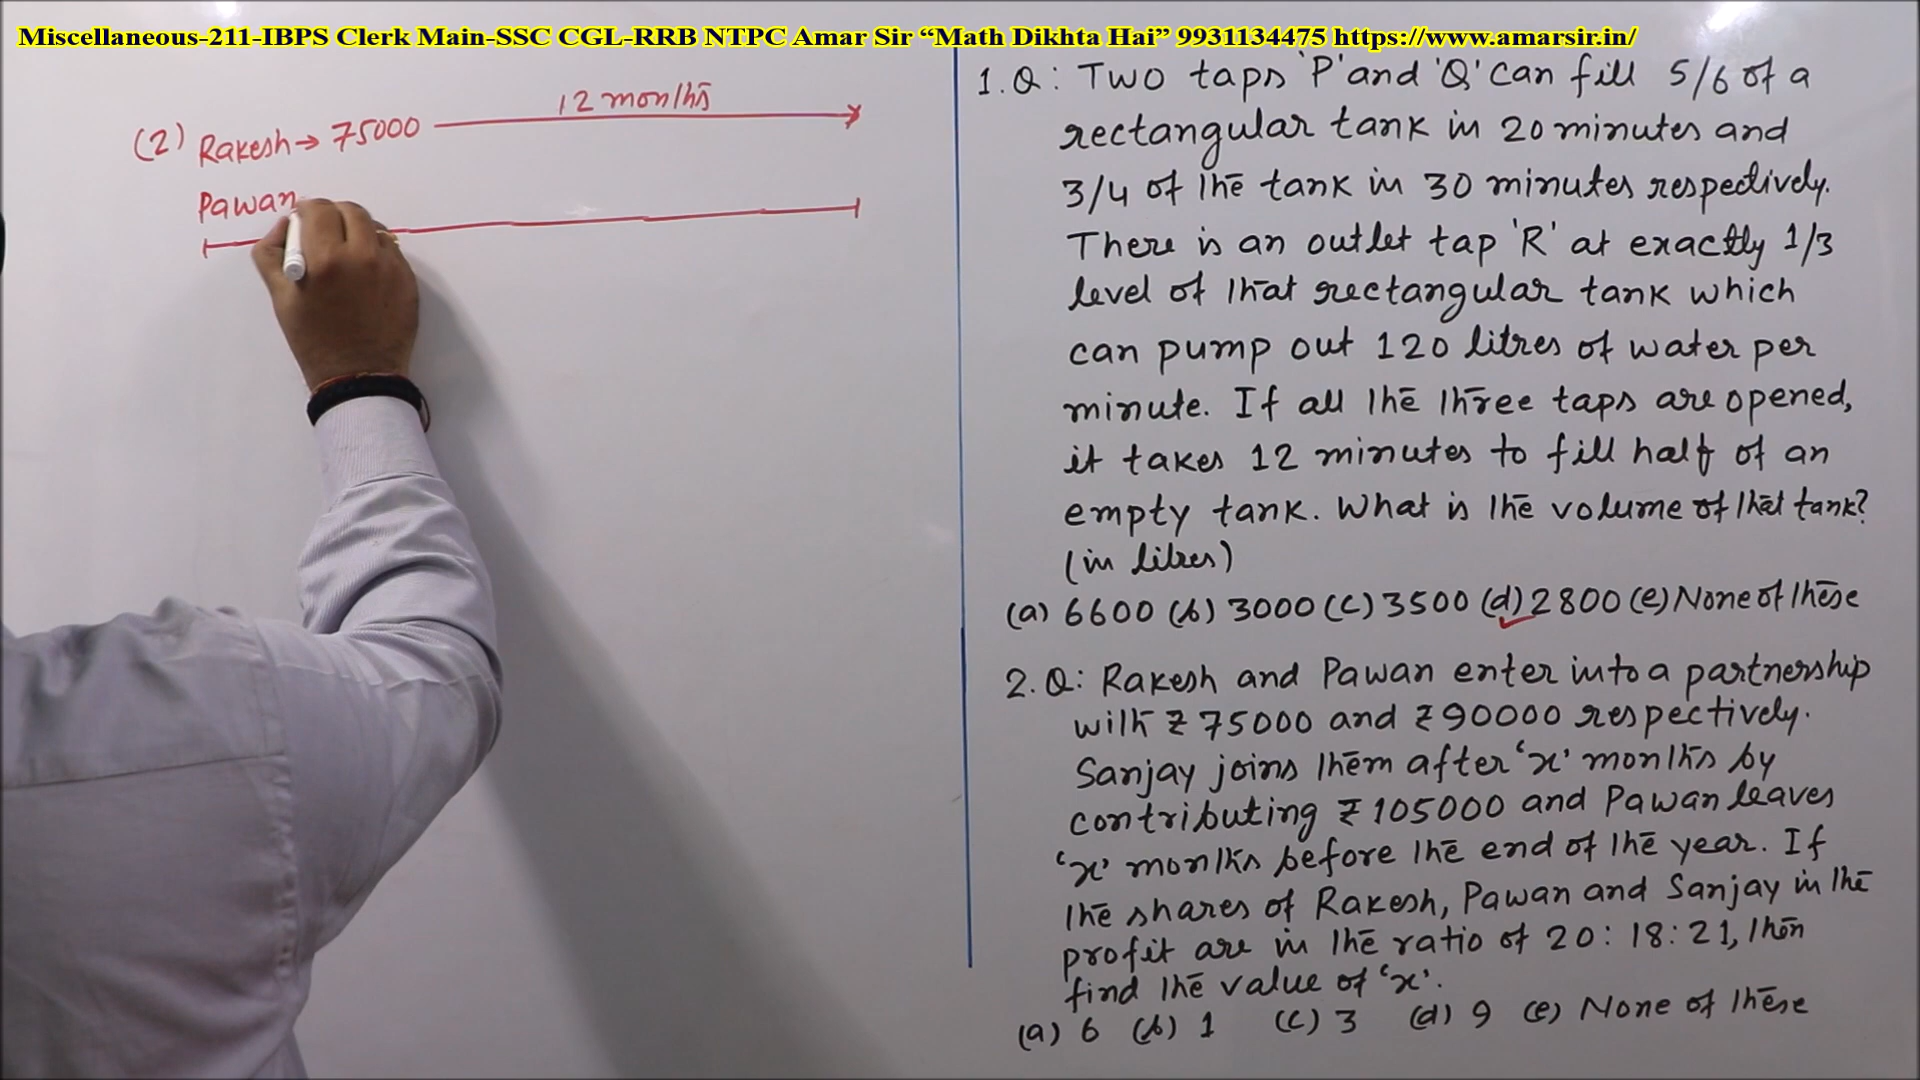 Miscellaneous-211-IBPS Clerk Main-SSC CGL-RRB NTPC Amar Sir “Math Dikhta Hai” 9931134475 https://www.amarsir.in/
(2) Rakesh → 75000 12 months
Pawan
1. Q: Two taps 'P' and 'Q' can fill 5/6 of a
rectangular tank in 20 minutes and
3/4 of the tank in 30 minutes respectively.
There is an outlet tap 'R' at exactly 1/3
level of that rectangular tank which
can pump out 120 litres of water per
minute. If all the three taps are opened,
it takes 12 minutes to fill half of an
empty tank. What is the volume of that tank?
(in litres)
(a) 6600 (b) 3000 (c) 3500 (d) 2800 (e) None of these
2. Q: Rakesh and Pawan enter into a partnership
with ₹ 75000 and ₹ 90000 respectively.
Sanjay joins them after 'x' months by
contributing ₹ 105000 and Pawan leaves
'x' months before the end of the year. If
the shares of Rakesh, Pawan and Sanjay in the
profit are in the ratio of 20 : 18 : 21, then
find the value of 'x'.
(a) 6 (b) 1 (c) 3 (d) 9 (e) None of these